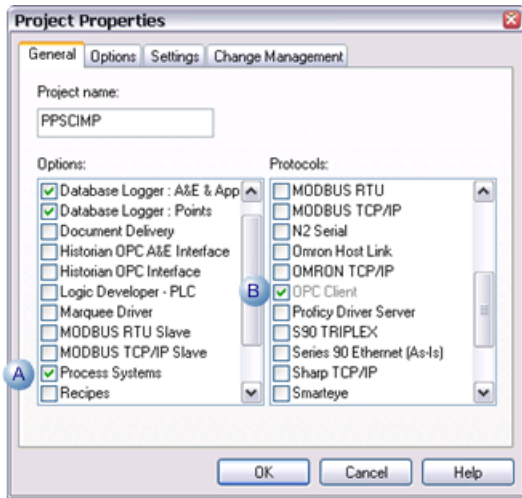 Project Properties
General Options Settings Change Management
Project name:
PPSCIMP
Options:
Database Logger : A&E & App
Database Logger : Points
Document Delivery
Historian OPC A&E Interface
Historian OPC Interface
Logic Developer - PLC
Marquee Driver
MODBUS RTU Slave
MODBUS TCP/IP Slave
A Process Systems
Recipes
Protocols:
MODBUS RTU
MODBUS TCP/IP
N2 Serial
Omron Host Link
OMRON TCP/IP
B OPC Client
Proficy Driver Server
S90 TRIPLEX
Series 90 Ethernet (As-Is)
Sharp TCP/IP
Smarteye
OK Cancel Help